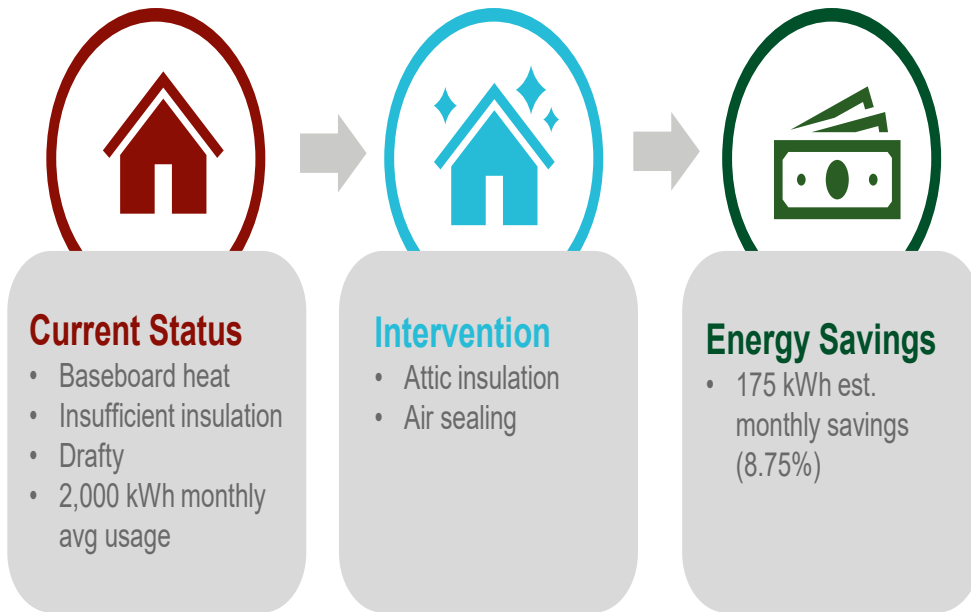 Current Status
• Baseboard heat
• Insufficient insulation
• Drafty
• 2,000 kWh monthly
avg usage
Intervention
• Attic insulation
• Air sealing
Energy Savings
• 175 kWh est.
monthly savings
(8.75%)